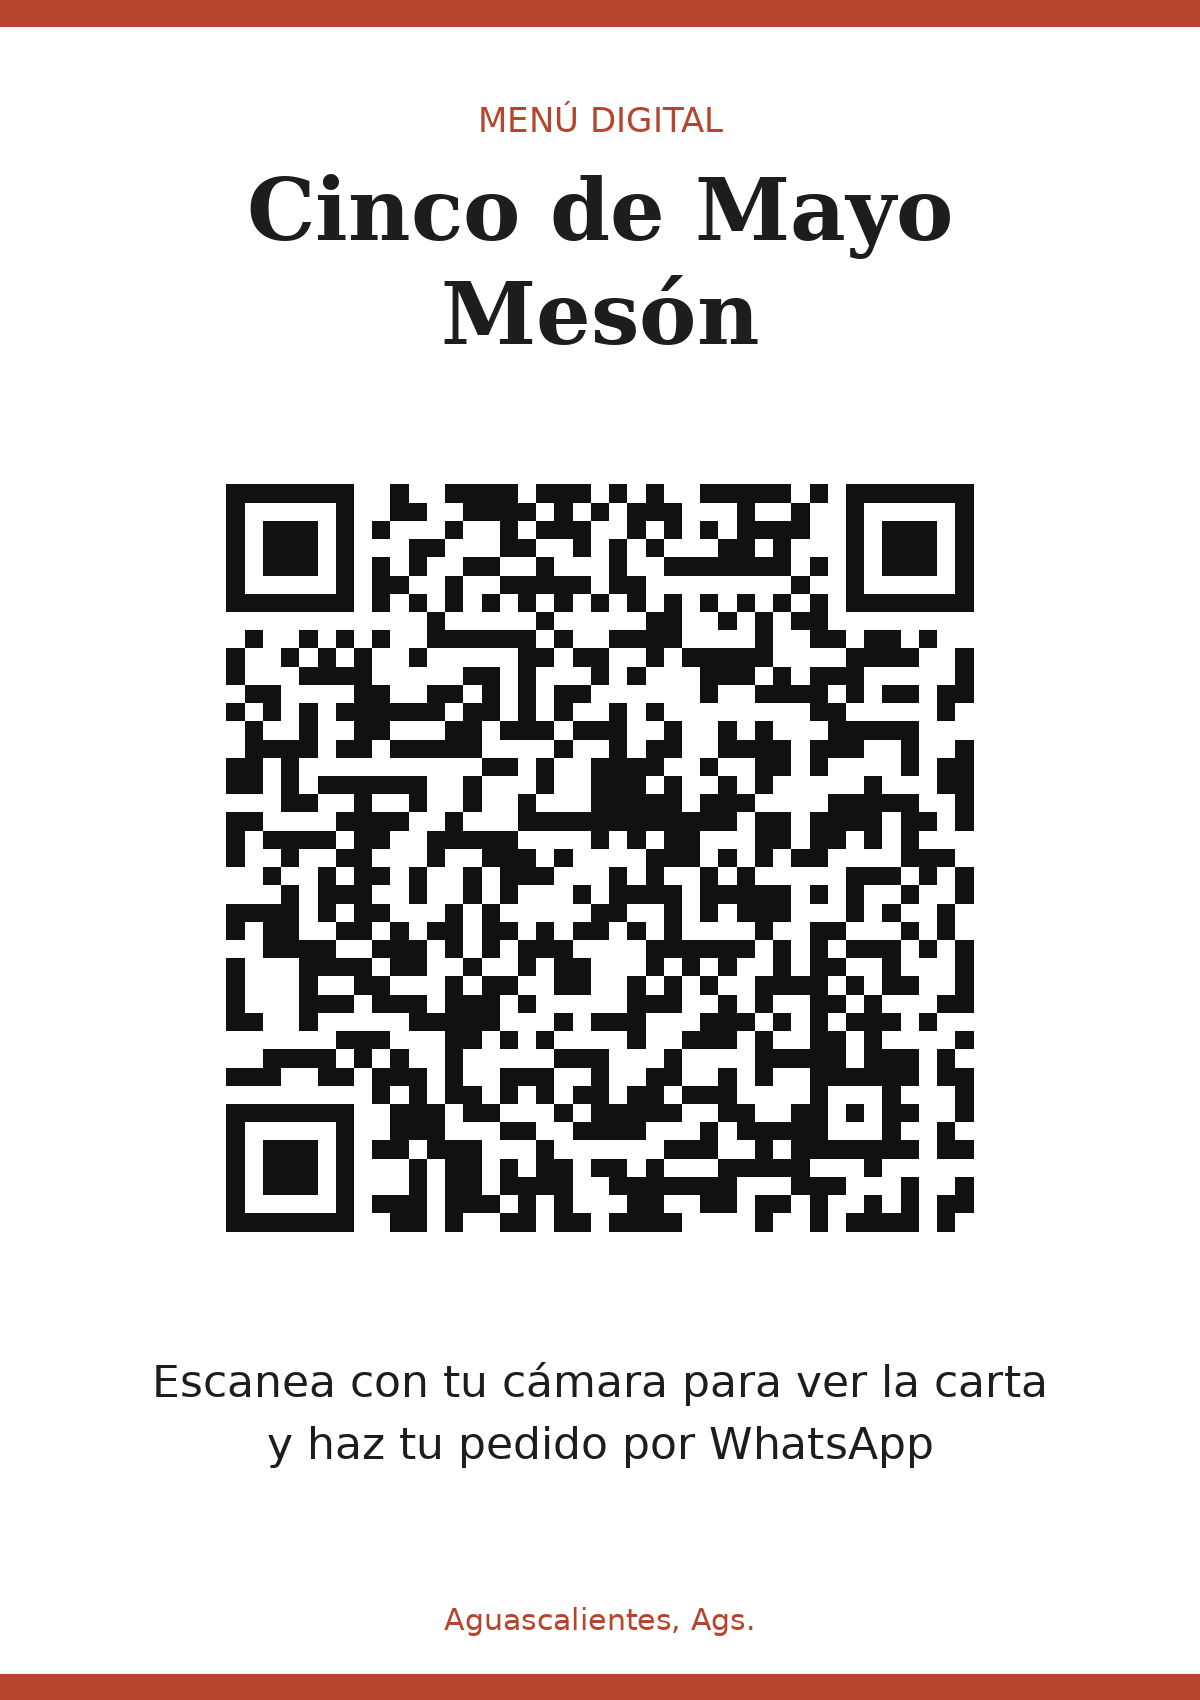 MENÚ DIGITAL
Cinco de Mayo
Mesón
Escanea con tu cámara para ver la carta
y haz tu pedido por WhatsApp
Aguascalientes, Ags.